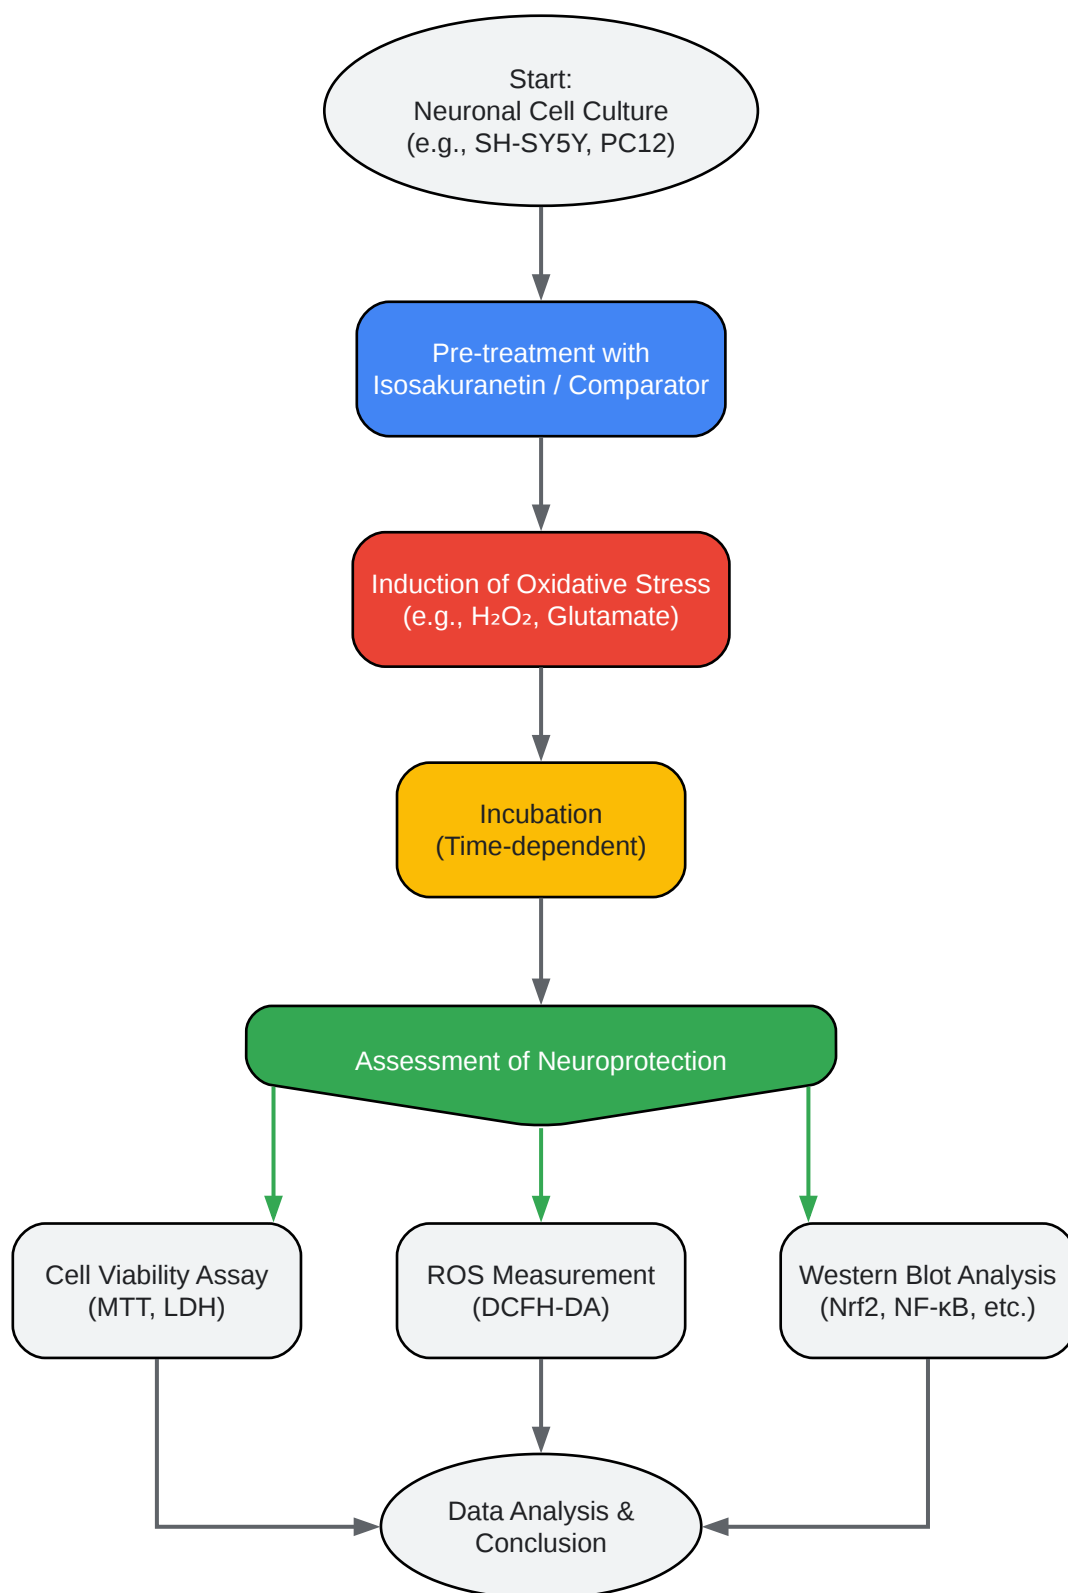 Start:
Neuronal Cell Culture
(e.g., SH-SY5Y, PC12)
Pre-treatment with
Isosakuranetin / Comparator
Induction of Oxidative Stress
(e.g., H₂O₂, Glutamate)
Incubation
(Time-dependent)
Assessment of Neuroprotection
Cell Viability Assay
(MTT, LDH)
ROS Measurement
(DCFH-DA)
Western Blot Analysis
(Nrf2, NF-κB, etc.)
Data Analysis &
Conclusion